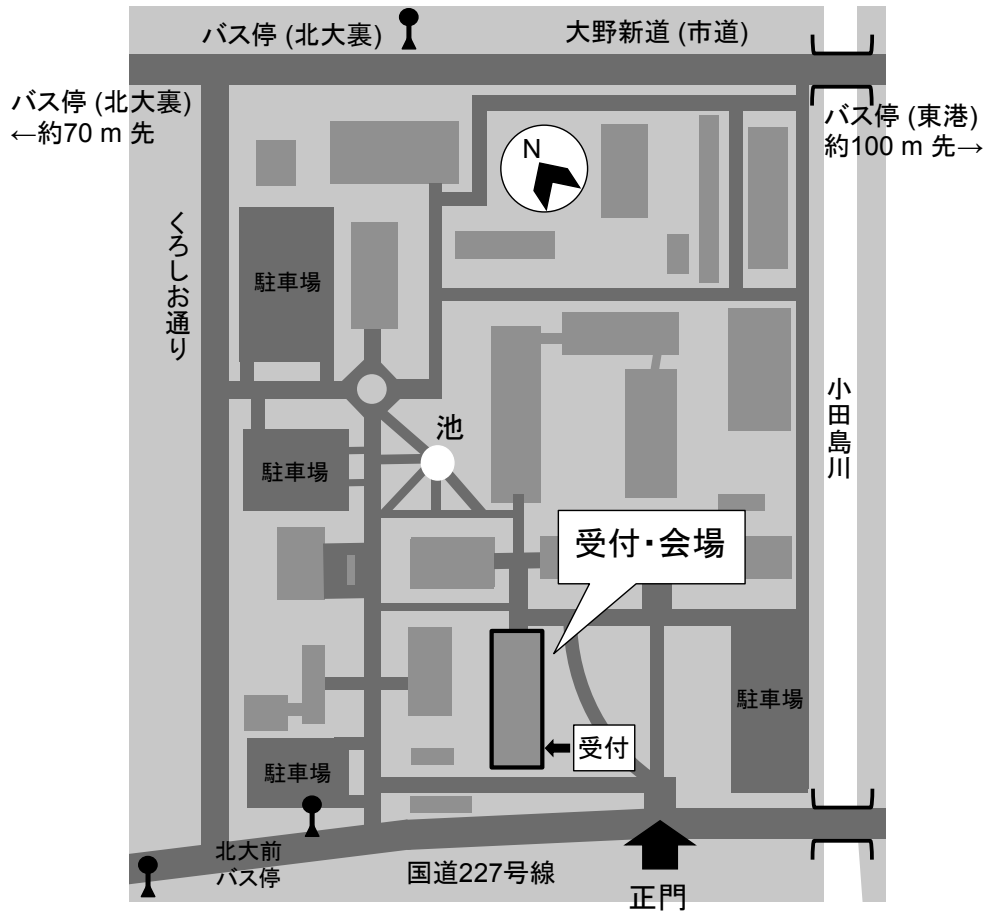 バス停 (北大裏)
大野新道 (市道)
バス停 (北大裏)
←約70 m 先
バス停 (東港)
約100 m 先→
N
くろしお通り
駐車場
小田島川
池
駐車場
受付・会場
駐車場
受付
駐車場
北大前
バス停
国道227号線
正門